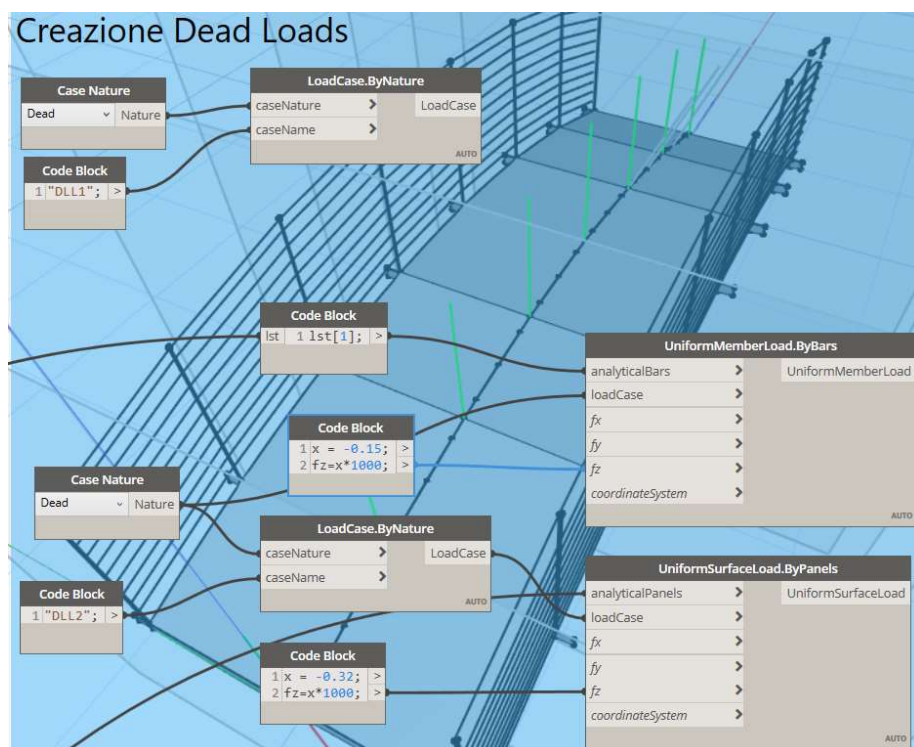 Creazione Dead Loads
Case Nature
Dead Nature
Code Block
1 "DLL1"; >
LoadCase.ByNature
caseNature > LoadCase
caseName >
AUTO
Code Block
lst 1 lst[1]; >
UniformMemberLoad.ByBars
analyticalBars > UniformMemberLoad
loadCase >
fx >
fy >
fz >
coordinateSystem >
AUTO
Code Block
1 x = -0.15; >
2 fz=x*1000; >
Case Nature
Dead Nature
LoadCase.ByNature
caseNature > LoadCase
caseName >
AUTO
Code Block
1 "DLL2"; >
UniformSurfaceLoad.ByPanels
analyticalPanels > UniformSurfaceLoad
loadCase >
fx >
fy >
fz >
coordinateSystem >
AUTO
Code Block
1 x = -0.32; >
2 fz=x*1000; >